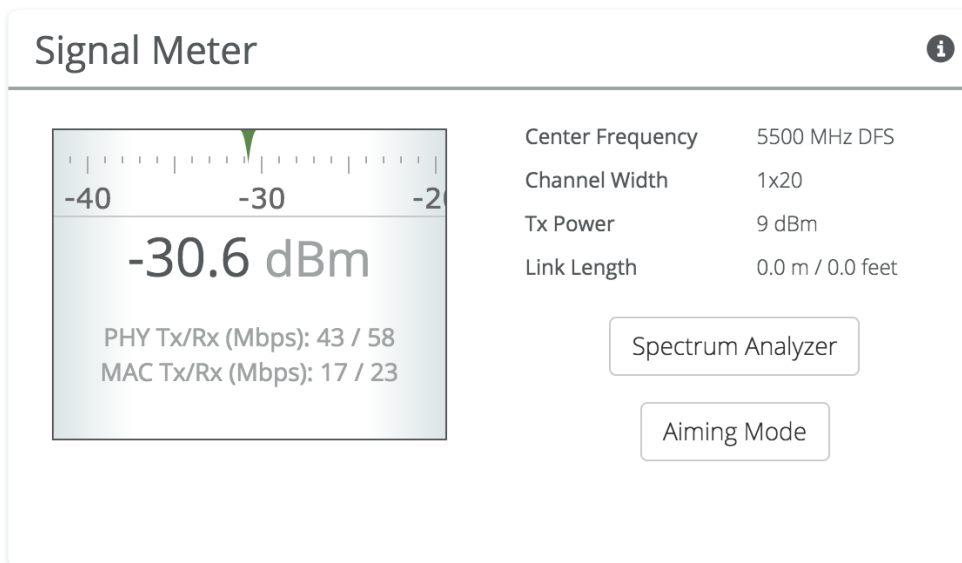 Signal Meter
-40 -30 -20
-30.6 dBm
PHY Tx/Rx (Mbps): 43 / 58
MAC Tx/Rx (Mbps): 17 / 23
Center Frequency 5500 MHz DFS
Channel Width 1x20
Tx Power 9 dBm
Link Length 0.0 m / 0.0 feet
Spectrum Analyzer
Aiming Mode